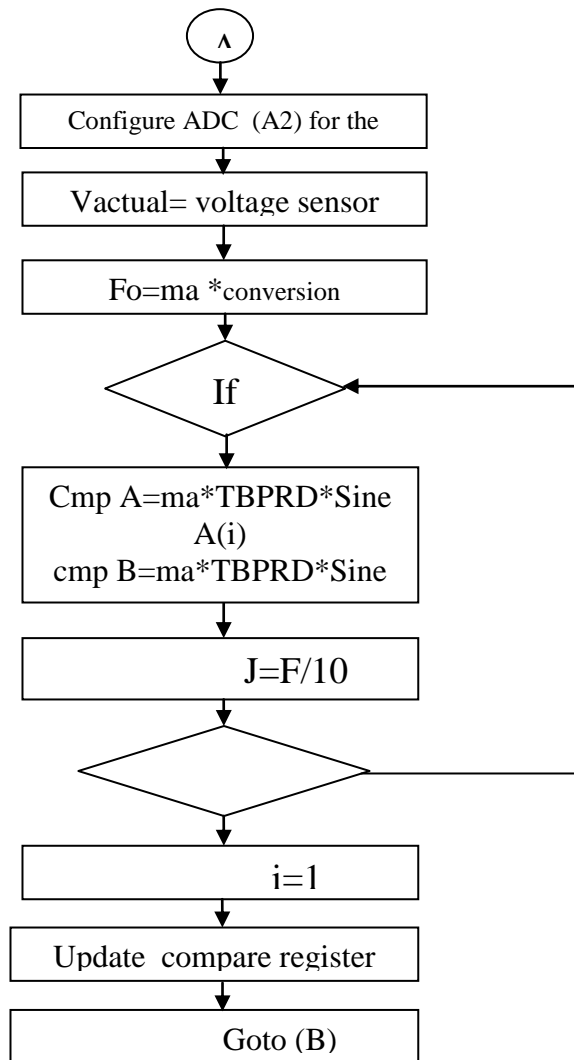 Configure ADC (A2) for the
Vactual= voltage sensor
Fo=ma *conversion
If
Cmp A=ma*TBPRD*Sine
A(i)
cmp B=ma*TBPRD*Sine
J=F/10
i=1
Update compare register
Goto (B)